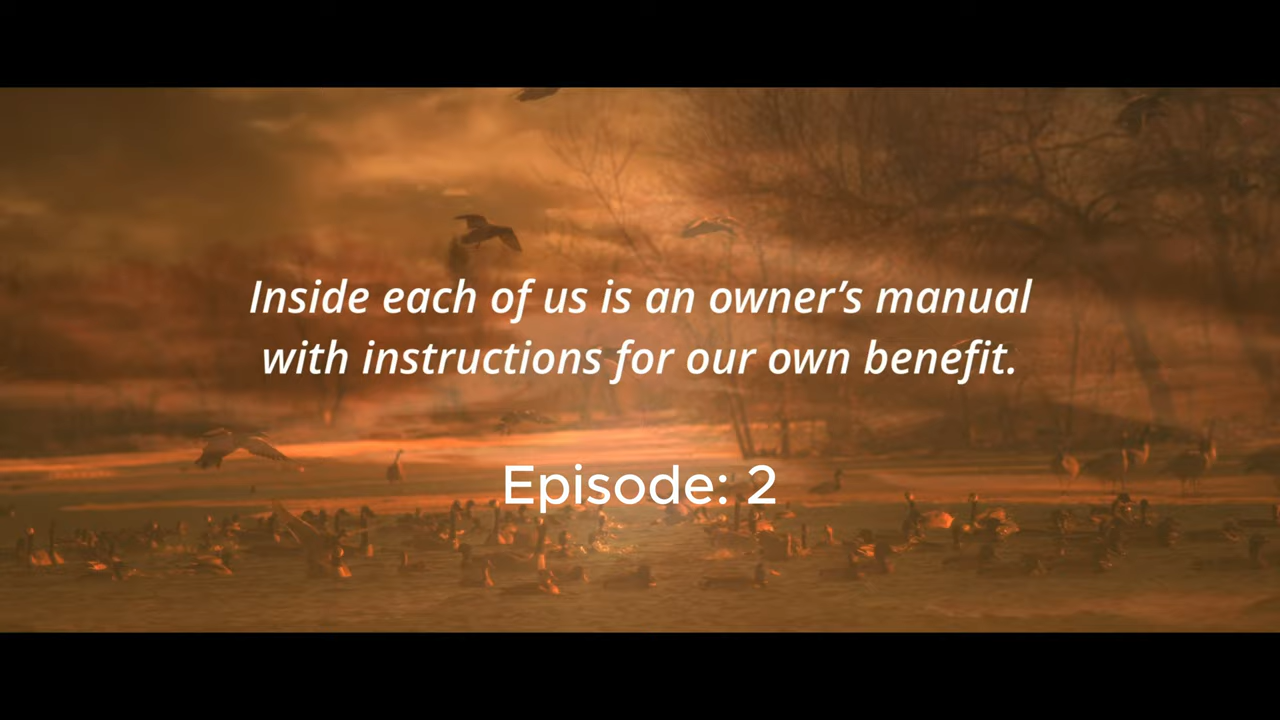 Inside each of us is an owner’s manual
with instructions for our own benefit.
Episode: 2